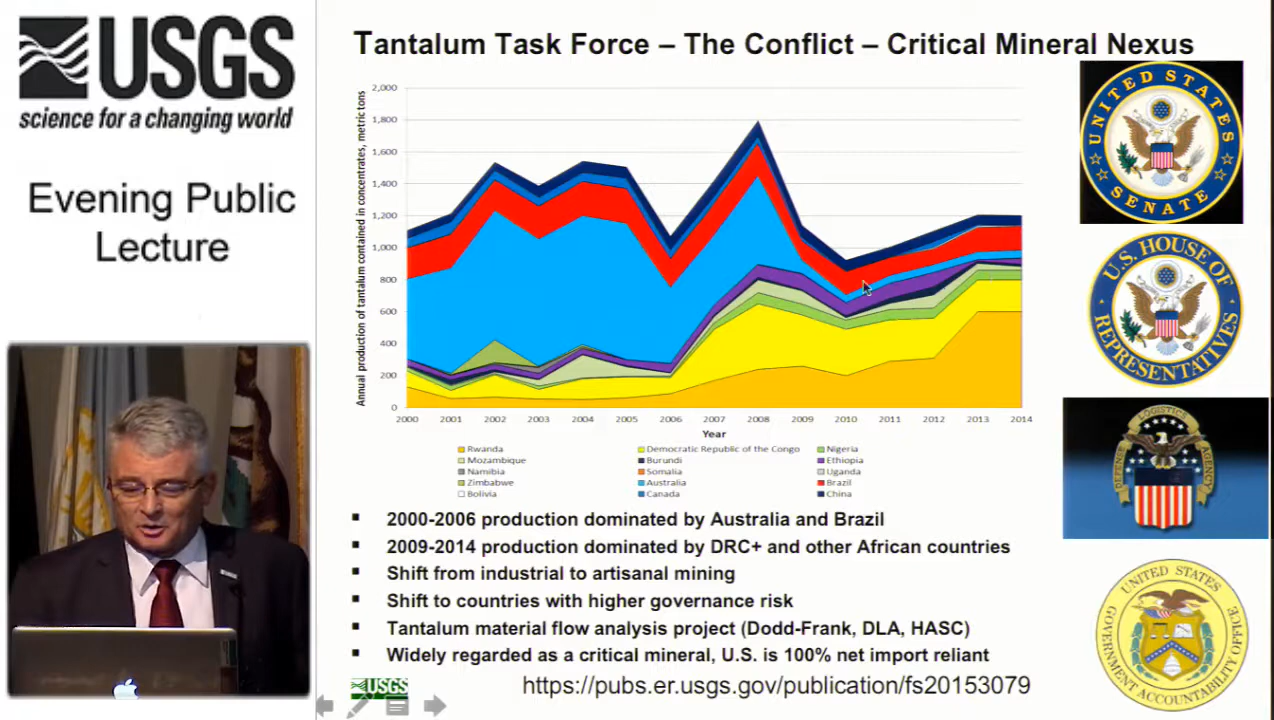 USGS
science for a changing world
Evening Public
Lecture
Tantalum Task Force – The Conflict – Critical Mineral Nexus
Annual production of tantalum contained in concentrates, metric tons
2,000
1,800
1,600
1,400
1,200
1,000
800
600
400
200
0
2000 2001 2002 2003 2004 2005 2006 2007 2008 2009 2010 2011 2012 2013 2014
Year
Rwanda Democratic Republic of the Congo Nigeria
Mozambique Burundi Ethiopia
Namibia Somalia Uganda
Zimbabwe Australia Brazil
Bolivia Canada China
2000-2006 production dominated by Australia and Brazil
2009-2014 production dominated by DRC+ and other African countries
Shift from industrial to artisanal mining
Shift to countries with higher governance risk
Tantalum material flow analysis project (Dodd-Frank, DLA, HASC)
Widely regarded as a critical mineral, U.S. is 100% net import reliant
USGS
https://pubs.er.usgs.gov/publication/fs20153079
UNITED STATES
SENATE
U.S. HOUSE OF
REPRESENTATIVES
DEFENSE LOGISTICS AGENCY
UNITED STATES
GOVERNMENT ACCOUNTABILITY OFFICE